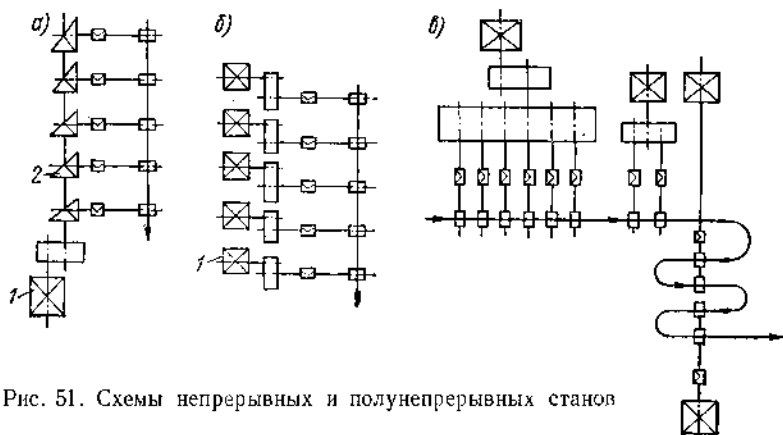 а) б) в)
2
1 1
Рис. 51. Схемы непрерывных и полунепрерывных станов